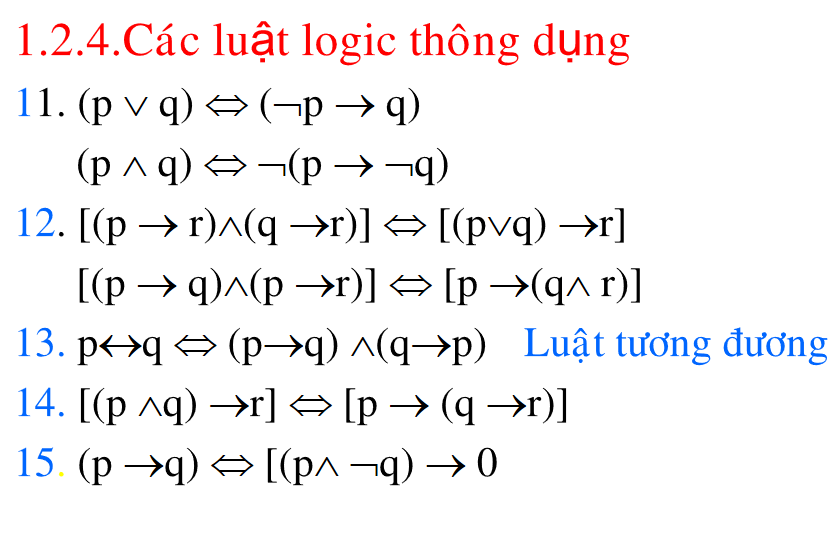 1.2.4.Các luật logic thông dụng
11. (p ∨ q) ⇔ (¬p → q)
(p ∧ q) ⇔ ¬(p → ¬q)
12. [(p → r)∧(q →r)] ⇔ [(p∨q) →r]
[(p → q)∧(p →r)] ⇔ [p →(q∧ r)]
13. p↔q ⇔ (p→q) ∧(q→p) Luật tương đương
14. [(p ∧q) →r] ⇔ [p → (q →r)]
15. (p →q) ⇔ [(p∧ ¬q) → 0